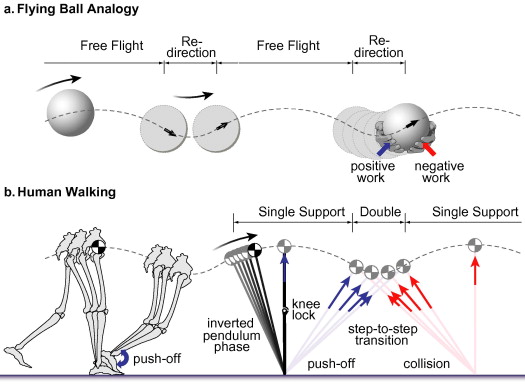 a. Flying Ball Analogy
Free Flight
Re-
direction
Free Flight
Re-
direction
positive
work
negative
work
b. Human Walking
Single Support
Double
Single Support
push-off
inverted
pendulum
phase
knee
lock
push-off
step-to-step
transition
collision